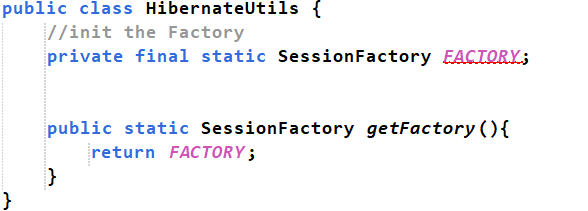 public class HibernateUtils {
//init the Factory
private final static SessionFactory FACTORY;
public static SessionFactory getFactory(){
return FACTORY;
}
}